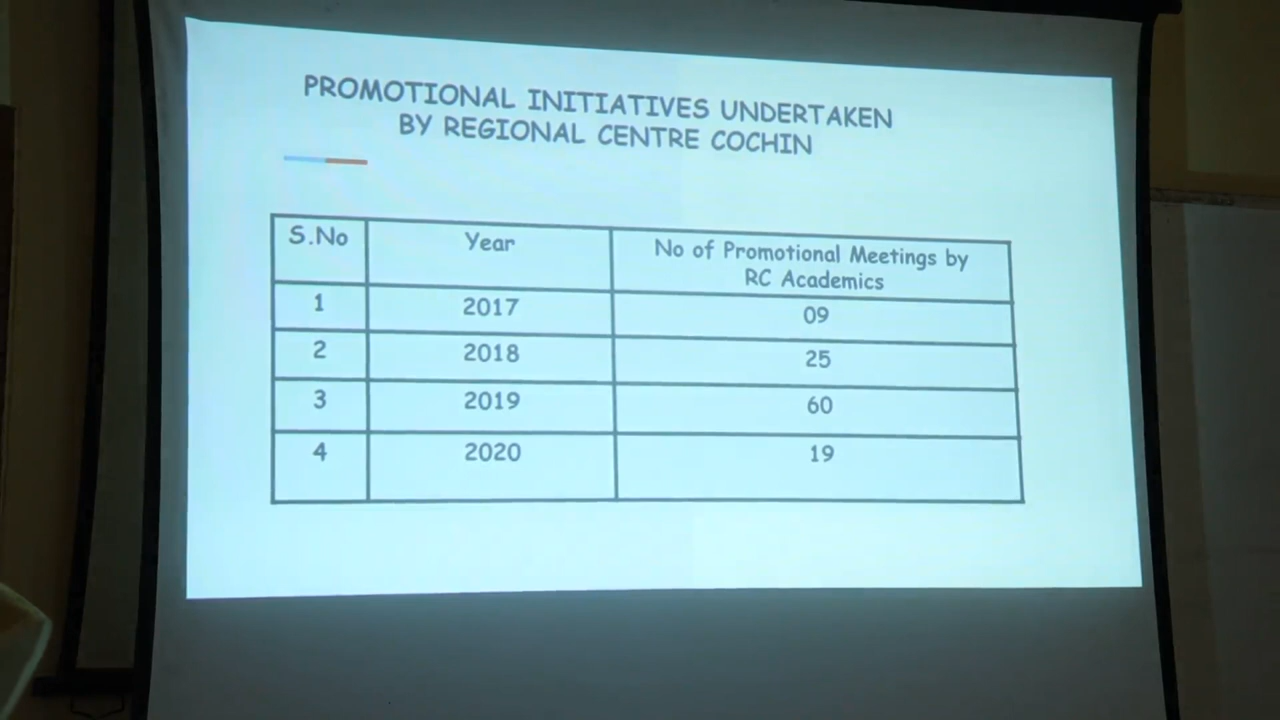 PROMOTIONAL INITIATIVES UNDERTAKEN
BY REGIONAL CENTRE COCHIN
S.No Year No of Promotional Meetings by
RC Academics
1 2017 09
2 2018 25
3 2019 60
4 2020 19